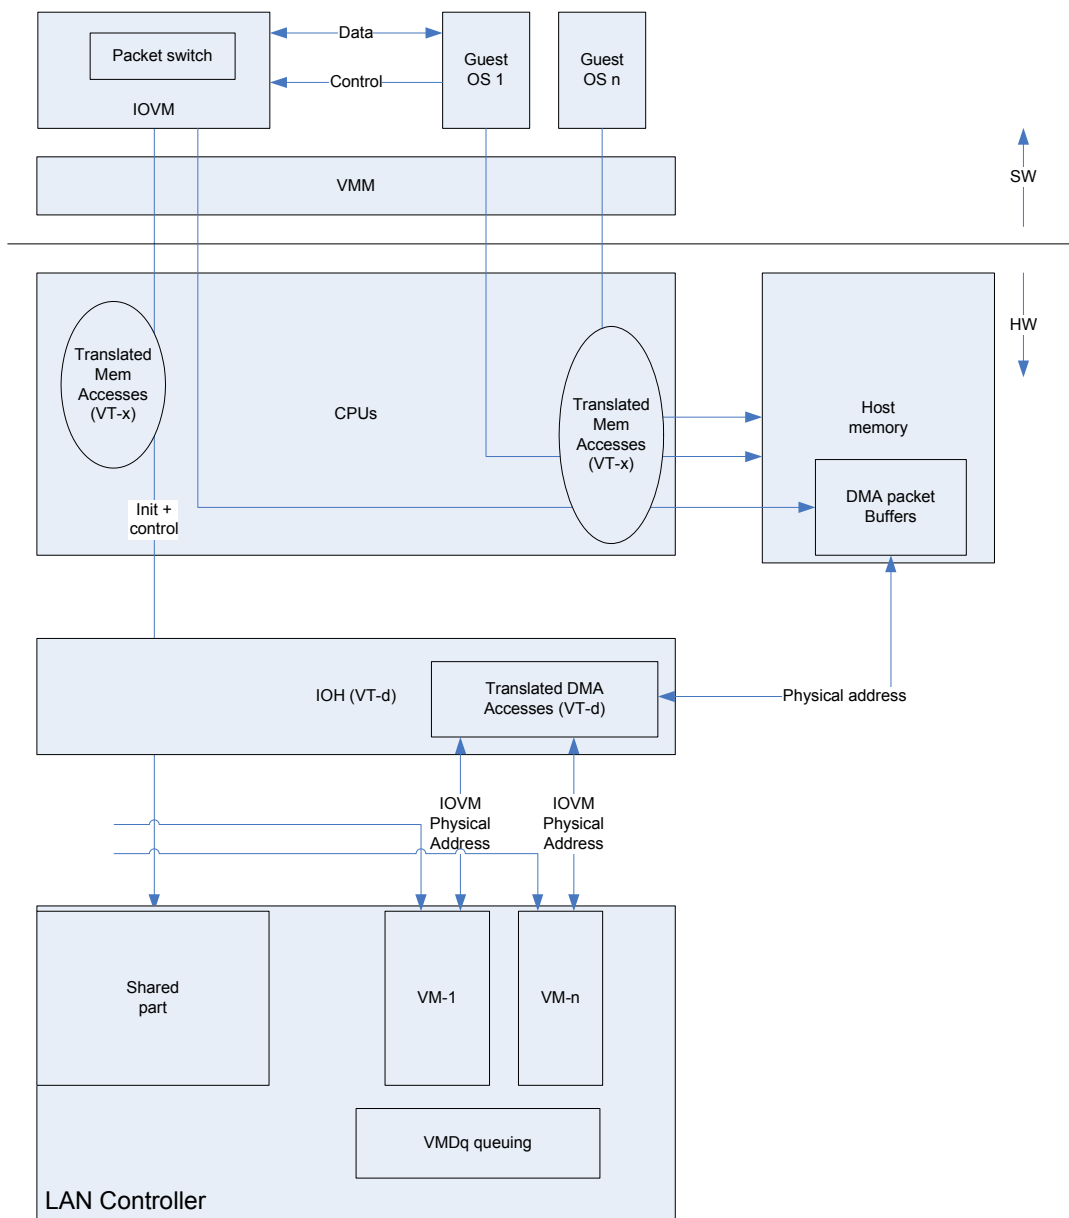 Packet switch
IOVM
Data
Control
Guest
OS 1
Guest
OS n
VMM
SW
HW
Translated
Mem
Accesses
(VT-x)
CPUs
Translated
Mem
Accesses
(VT-x)
Host
memory
DMA packet
Buffers
Init +
control
IOH (VT-d)
Translated DMA
Accesses (VT-d)
Physical address
IOVM
Physical
Address
IOVM
Physical
Address
Shared
part
VM-1
VM-n
VMDq queuing
LAN Controller